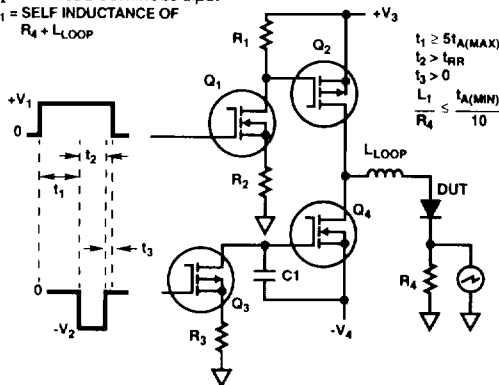 L1 = SELF INDUCTANCE OF
R4 + LLOOP
+V1
0
t1
t2
t3
0
-V2
R1
Q1
R2
Q2
+V3
Q3
R3
C1
Q4
-V4
LLOOP
DUT
R4
t1 ≥ 5tA(MAX)
t2 > tRR
t3 > 0
L1/R4 ≤ tA(MIN)/10